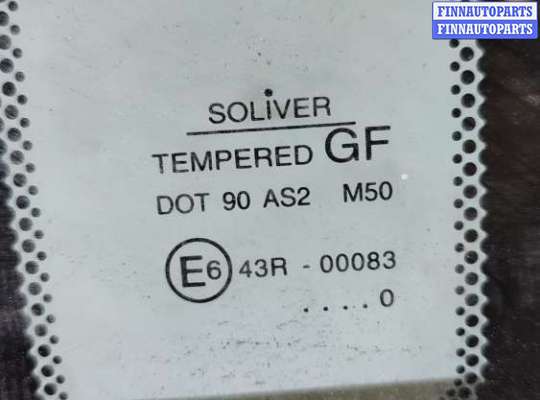 FINNAUTOPARTS
FINNAUTOPARTS
SOLiVER
TEMPERED GF
DOT 90 AS2 M50
E6 43R - 00083
. . . . 0